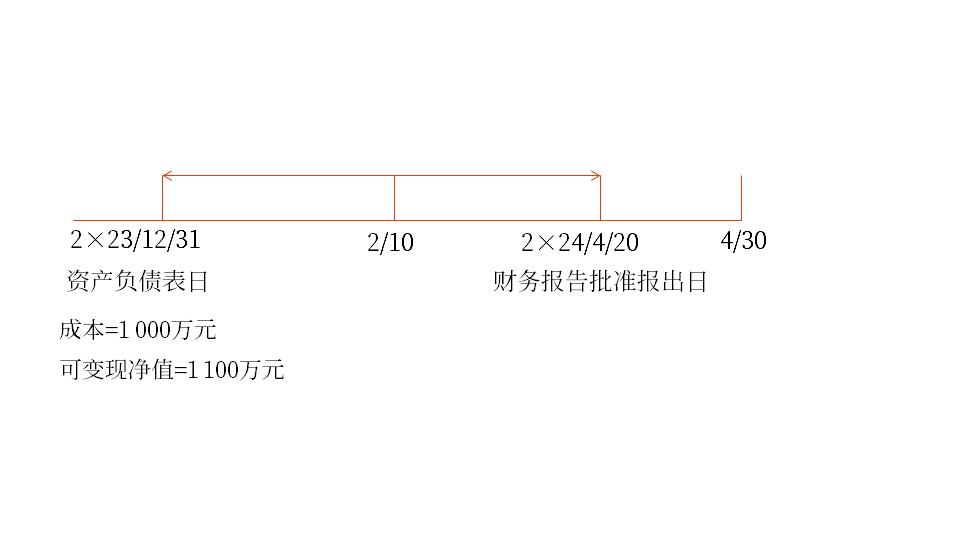 2×23/12/31
2/10
2×24/4/20
4/30
资产负债表日
财务报告批准报出日
成本=1 000万元
可变现净值=1 100万元